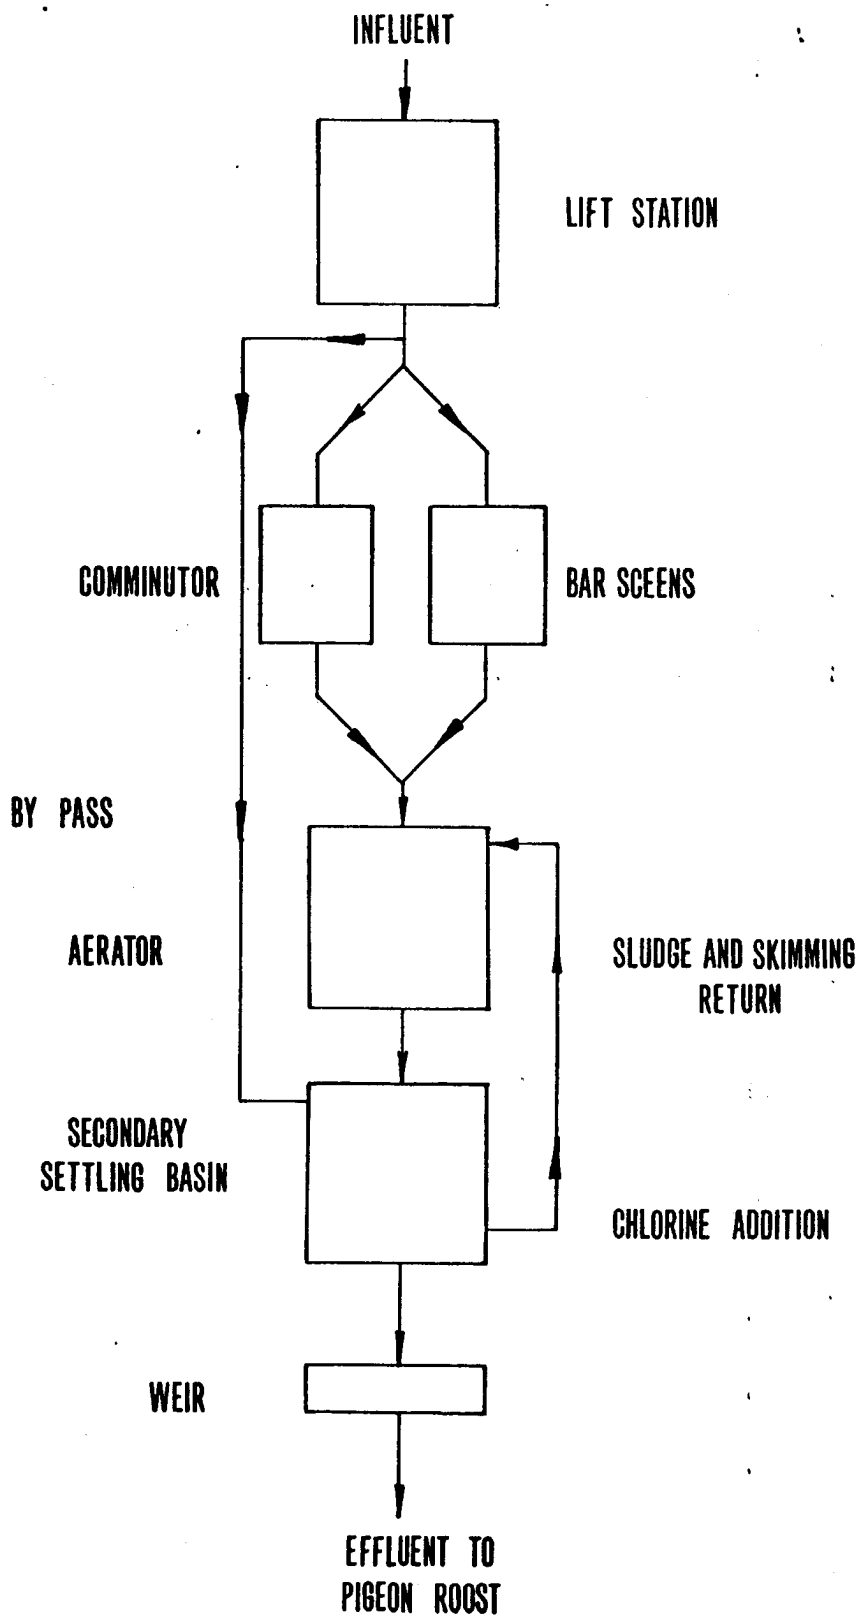 INFLUENT
LIFT STATION
COMMINUTOR
BAR SCEENS
BY PASS
AERATOR
SLUDGE AND SKIMMING
RETURN
SECONDARY
SETTLING BASIN
CHLORINE ADDITION
WEIR
EFFLUENT TO
PIGEON ROOST